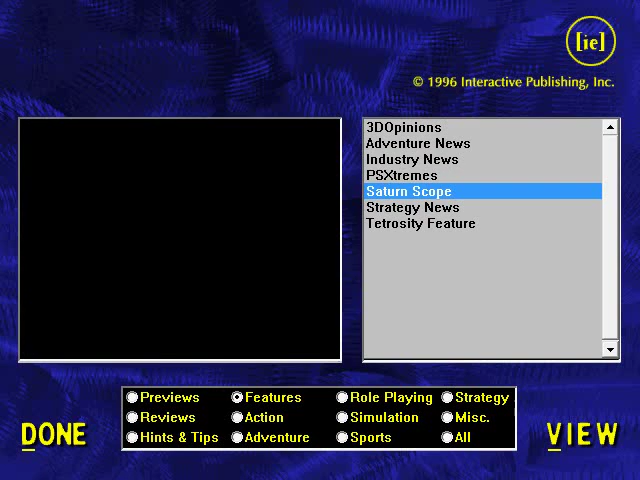 [ie]
© 1996 Interactive Publishing, Inc.
3DOpinions
Adventure News
Industry News
PSXtremes
Saturn Scope
Strategy News
Tetrosity Feature
Previews Features Role Playing Strategy
Reviews Action Simulation Misc.
Hints & Tips Adventure Sports All
DONE
VIEW